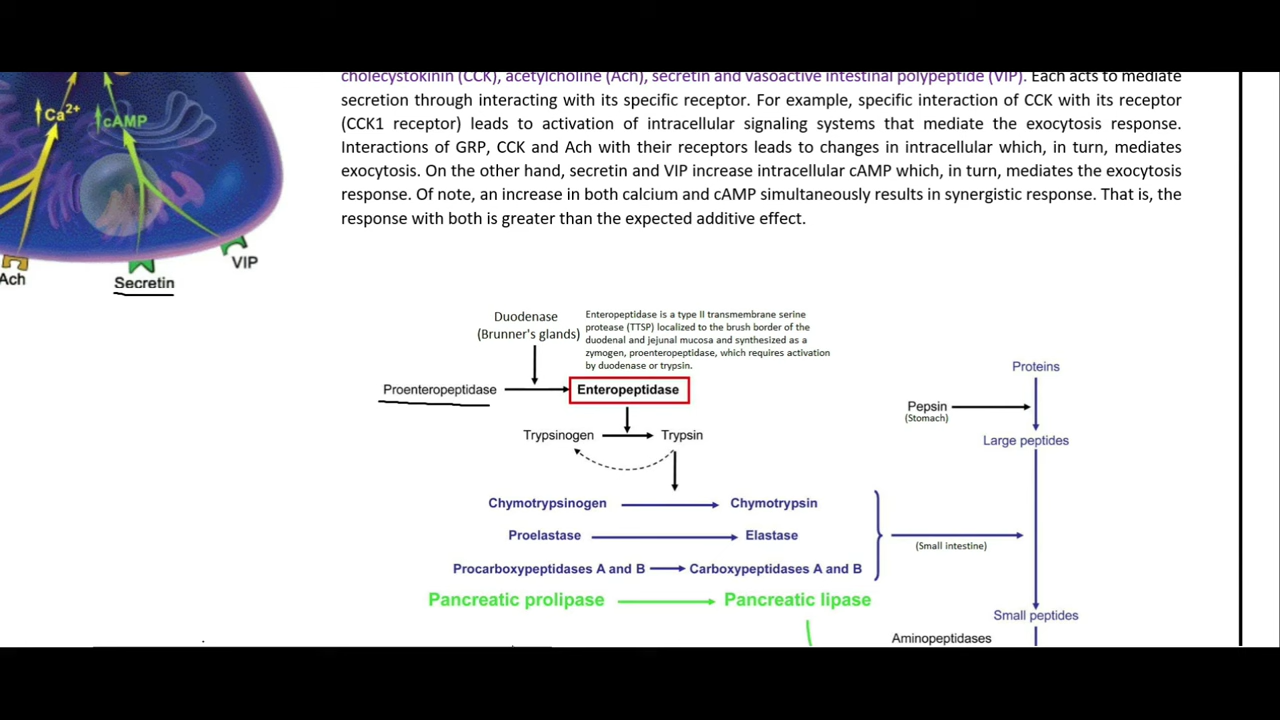 cholecystokinin (CCK), acetylcholine (Ach), secretin and vasoactive intestinal polypeptide (VIP). Each acts to mediate
secretion through interacting with its specific receptor. For example, specific interaction of CCK with its receptor
(CCK1 receptor) leads to activation of intracellular signaling systems that mediate the exocytosis response.
Interactions of GRP, CCK and Ach with their receptors leads to changes in intracellular which, in turn, mediates
exocytosis. On the other hand, secretin and VIP increase intracellular cAMP which, in turn, mediates the exocytosis
response. Of note, an increase in both calcium and cAMP simultaneously results in synergistic response. That is, the
response with both is greater than the expected additive effect.
Ca2+
cAMP
VIP
Ach
Secretin
Duodenase
(Brunner's glands)
Enteropeptidase is a type II transmembrane serine
protease (TTSP) localized to the brush border of the
duodenal and jejunal mucosa and synthesized as a
zymogen, proenteropeptidase, which requires activation
by duodenase or trypsin.
Proenteropeptidase
Enteropeptidase
Trypsinogen
Trypsin
Chymotrypsinogen
Chymotrypsin
Proelastase
Elastase
Procarboxypeptidases A and B
Carboxypeptidases A and B
Pancreatic prolipase
Pancreatic lipase
Proteins
Pepsin
(Stomach)
Large peptides
(Small intestine)
Small peptides
Aminopeptidases